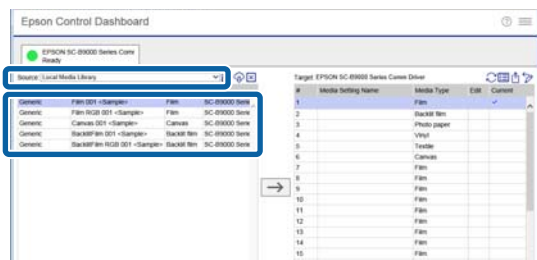 Epson Control Dashboard
EPSON SC-B9000 Series Comm
Ready
Source: Local Media Library
Target: EPSON SC-B9000 Series Comm Driver
Generic Film 001 <Sample> Film SC-B9000 Serie
Generic Film RGB 001 <Sample> Film SC-B9000 Serie
Generic Canvas 001 <Sample> Canvas SC-B9000 Serie
Generic BacklitFilm 001 <Sample> Backlit film SC-B9000 Serie
Generic BacklitFilm RGB 001 <Sample> Backlit film SC-B9000 Serie
# Media Setting Name Media Type Edit Current
1 Film
2 Backlit film
3 Photo paper
4 Vinyl
5 Textile
6 Canvas
7 Film
8 Film
9 Film
10 Film
11 Film
12 Film
13 Film
14 Film
15 Film